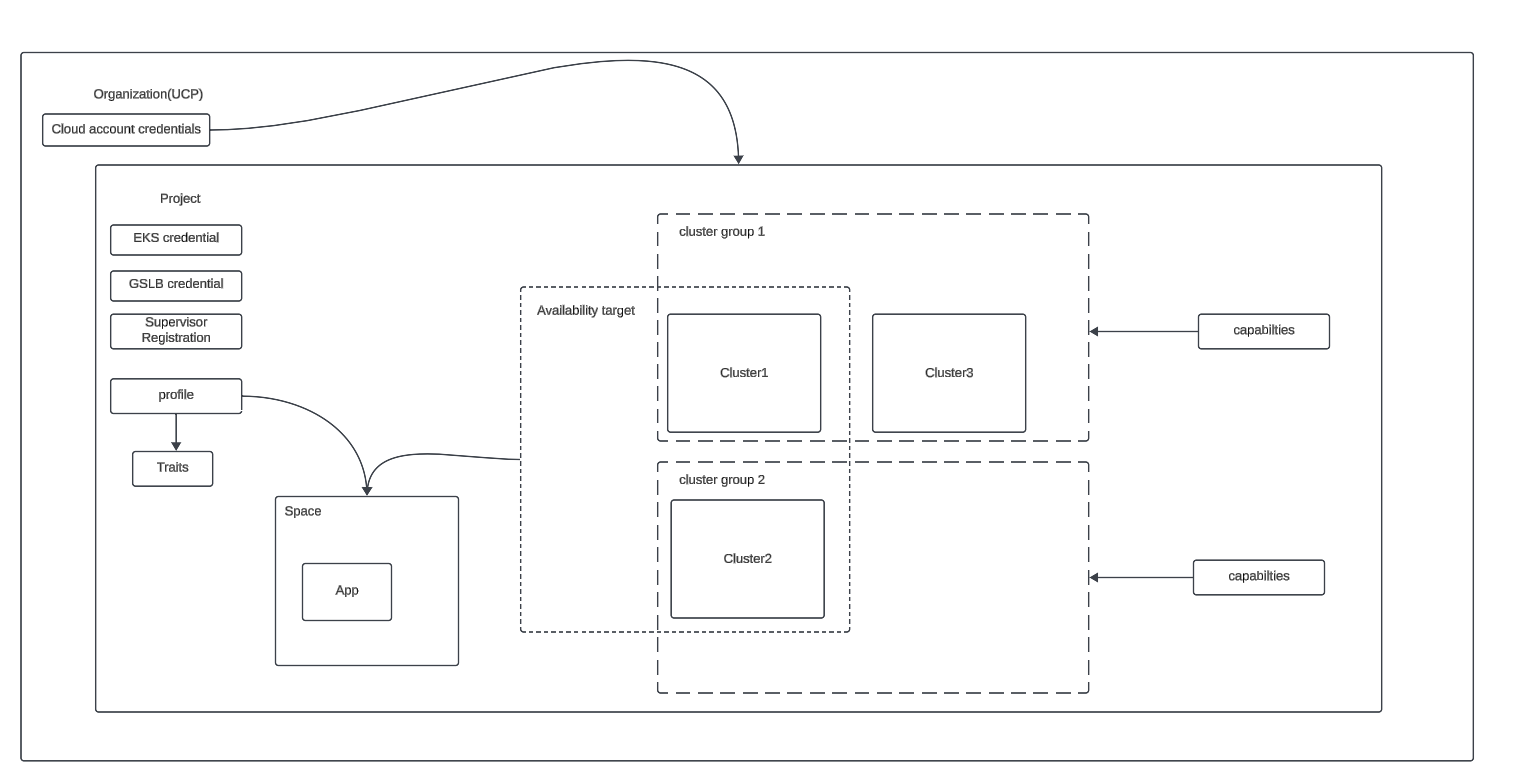 Organization(UCP)
Cloud account credentials
Project
EKS credential
GSLB credential
Supervisor
Registration
profile
Traits
Space
App
Availability target
cluster group 1
Cluster1
Cluster3
cluster group 2
Cluster2
capabilties
capabilties